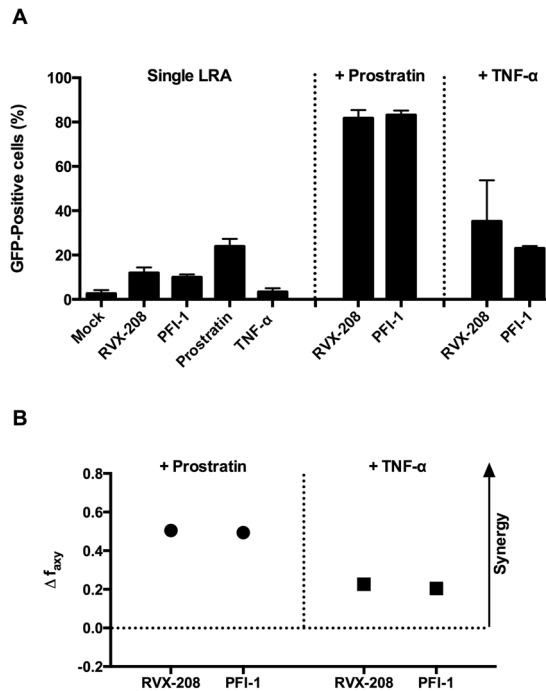 A
Single LRA
+ Prostratin
+ TNF-α
GFP-Positive cells (%)
100
80
60
40
20
0
Mock
RVX-208
PFI-1
Prostratin
TNF-α
RVX-208
PFI-1
RVX-208
PFI-1
B
+ Prostratin
+ TNF-α
Δ faxy
0.8
0.6
0.4
0.2
0.0
-0.2
Synergy
RVX-208
PFI-1
RVX-208
PFI-1